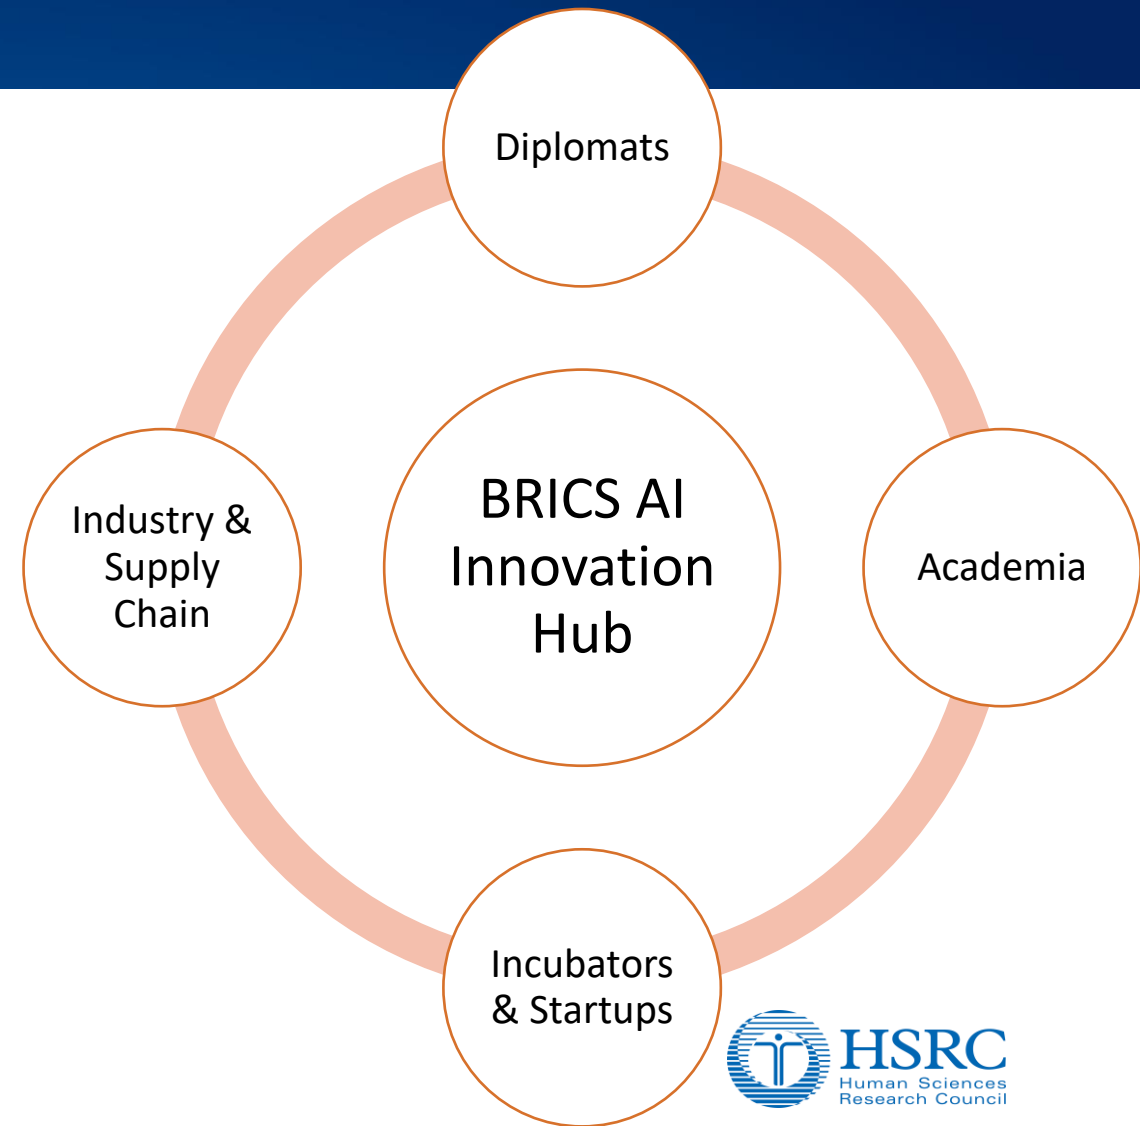 Diplomats
BRICS AI
Innovation
Hub
Industry &
Supply
Chain
Academia
Incubators
& Startups
HSRC
Human Sciences
Research Council